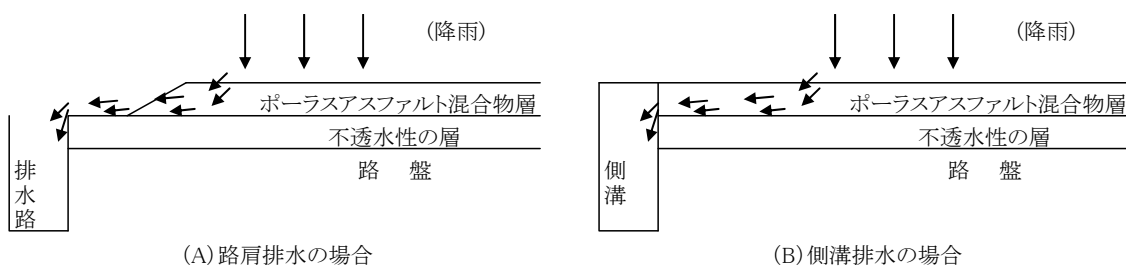 (降雨)
ポーラスアスファルト混合物層
不透水性の層
路　盤
排水路
(A)路肩排水の場合
(降雨)
ポーラスアスファルト混合物層
不透水性の層
路　盤
側溝
(B)側溝排水の場合